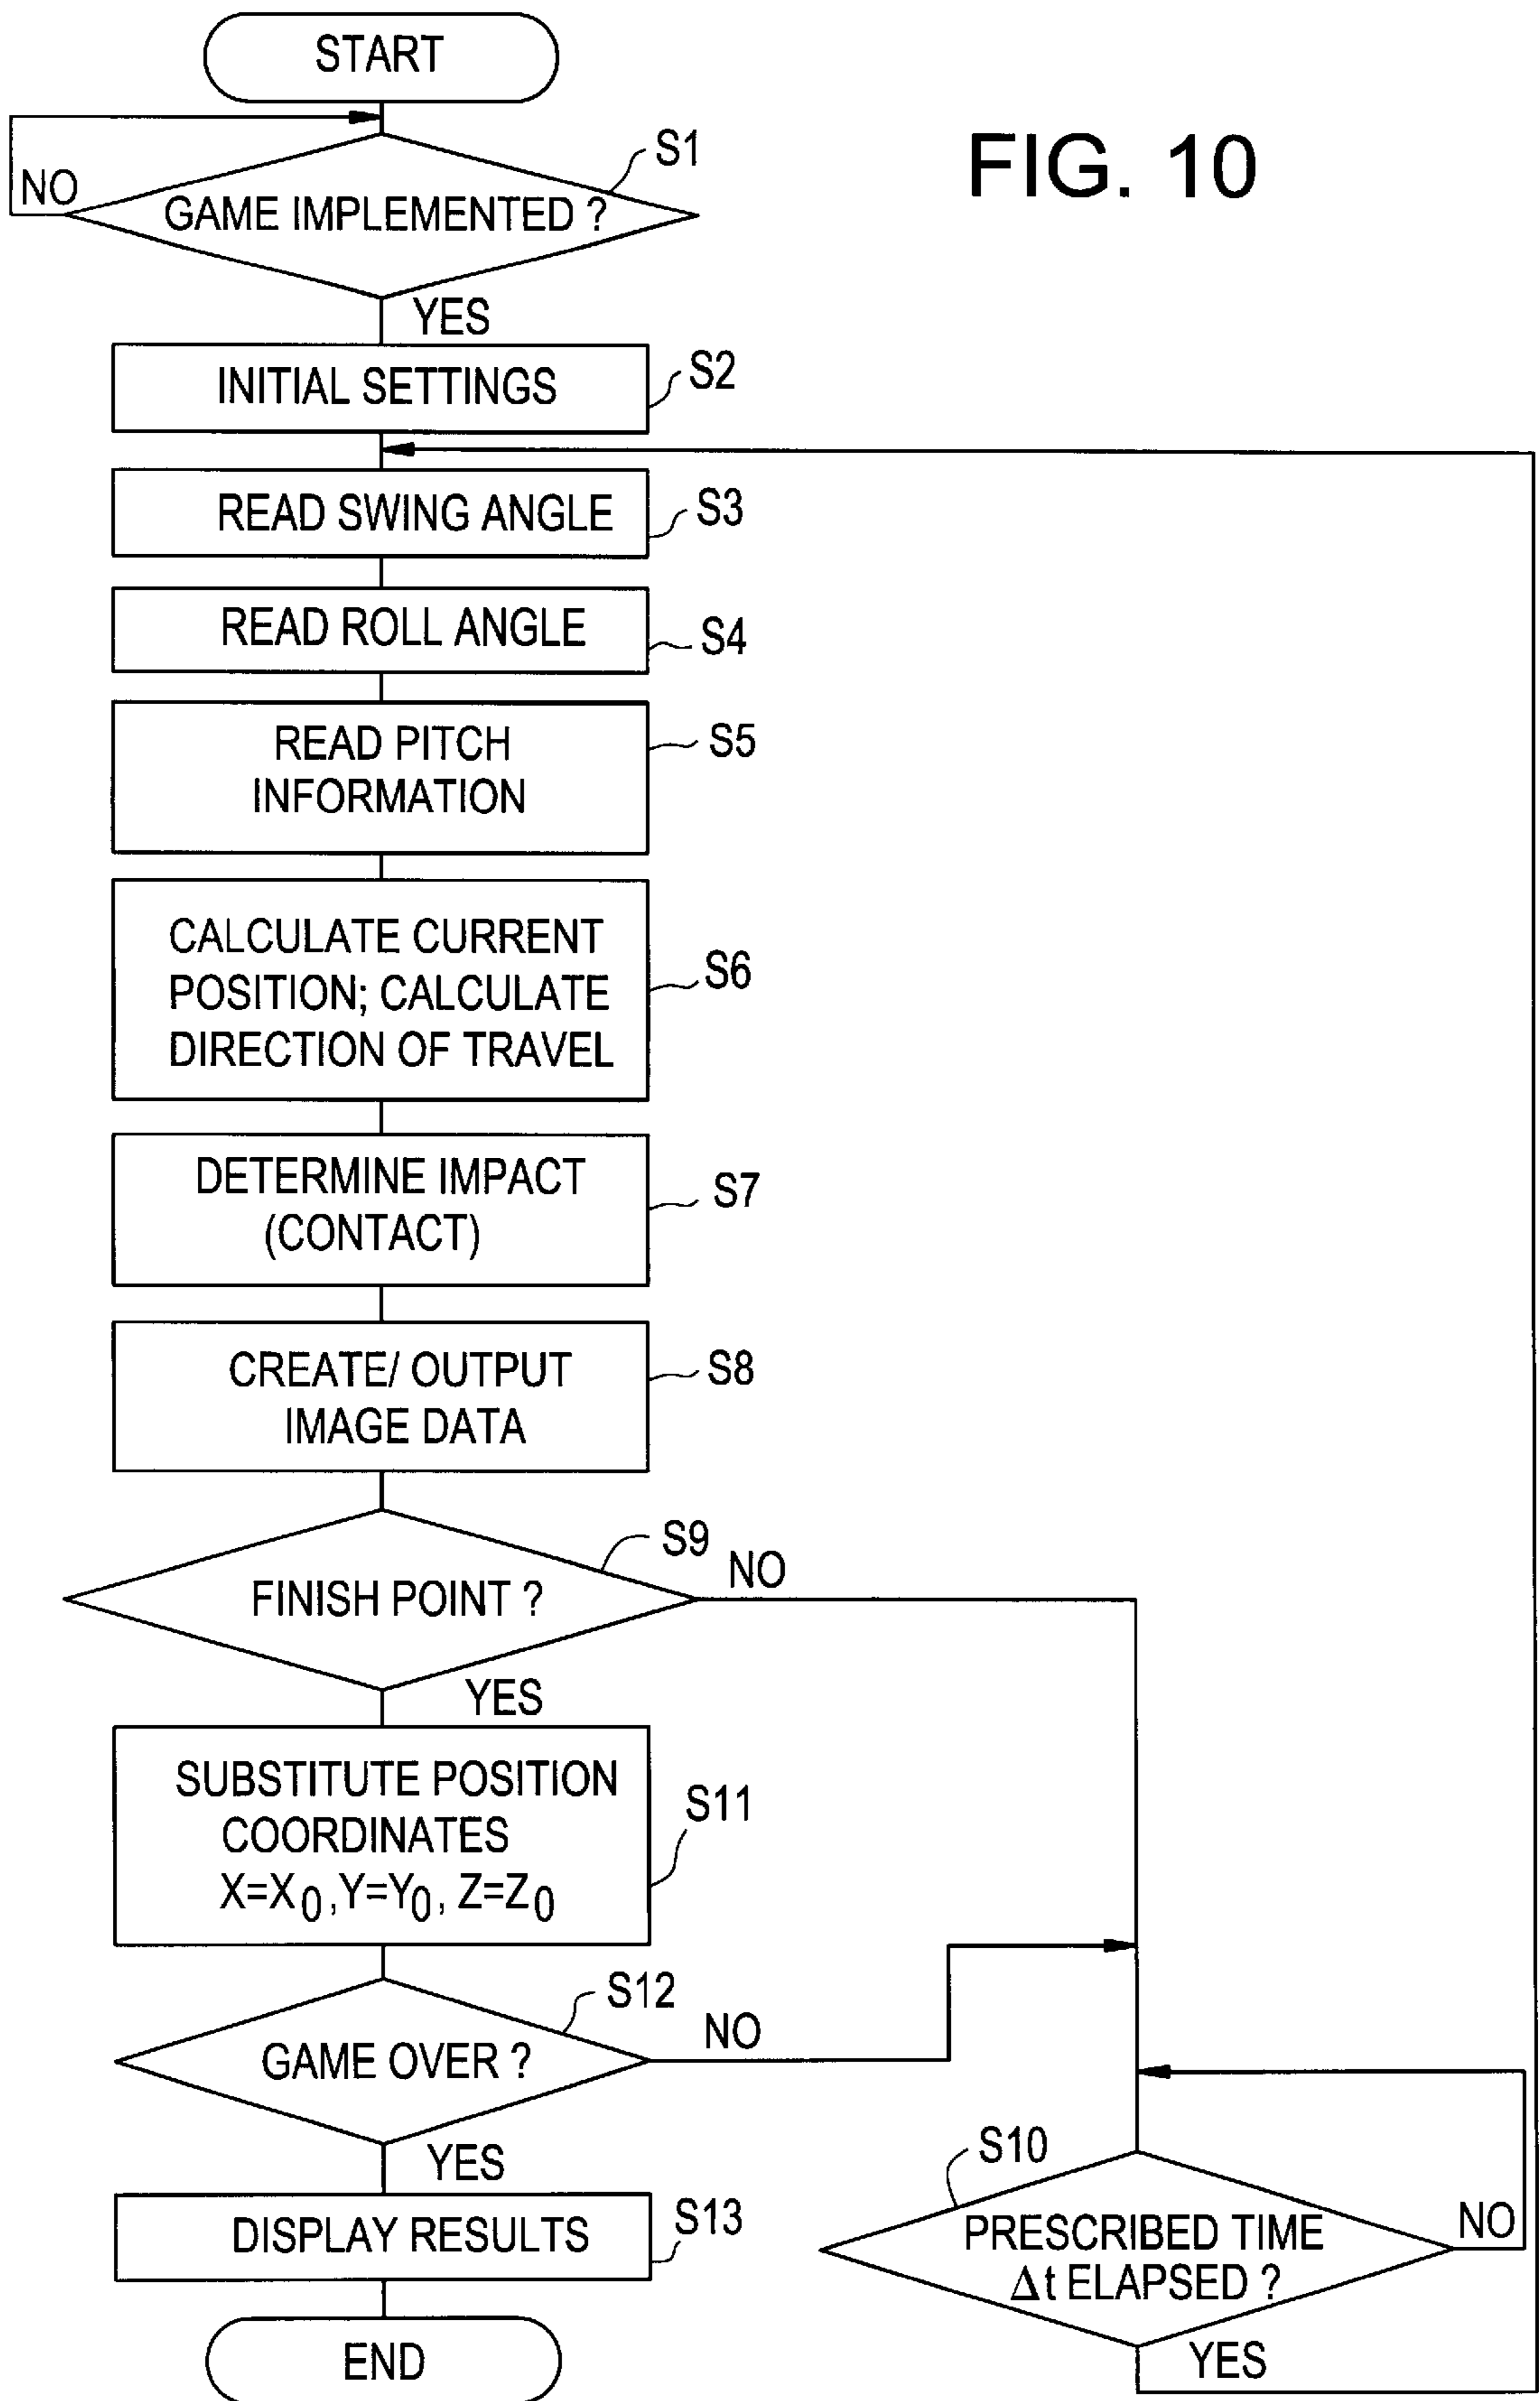 START
FIG. 10
S1
NO
GAME IMPLEMENTED ?
YES
S2
INITIAL SETTINGS
S3
READ SWING ANGLE
S4
READ ROLL ANGLE
S5
READ PITCH
INFORMATION
CALCULATE CURRENT
S6
POSITION; CALCULATE
DIRECTION OF TRAVEL
DETERMINE IMPACT
S7
(CONTACT)
CREATE/ OUTPUT
S8
IMAGE DATA
S9
NO
FINISH POINT ?
YES
SUBSTITUTE POSITION
S11
COORDINATES
X=X₀, Y=Y₀, Z=Z₀
S12
NO
GAME OVER ?
YES
S10
S13
DISPLAY RESULTS
PRESCRIBED TIME
NO
Δt ELAPSED ?
YES
END